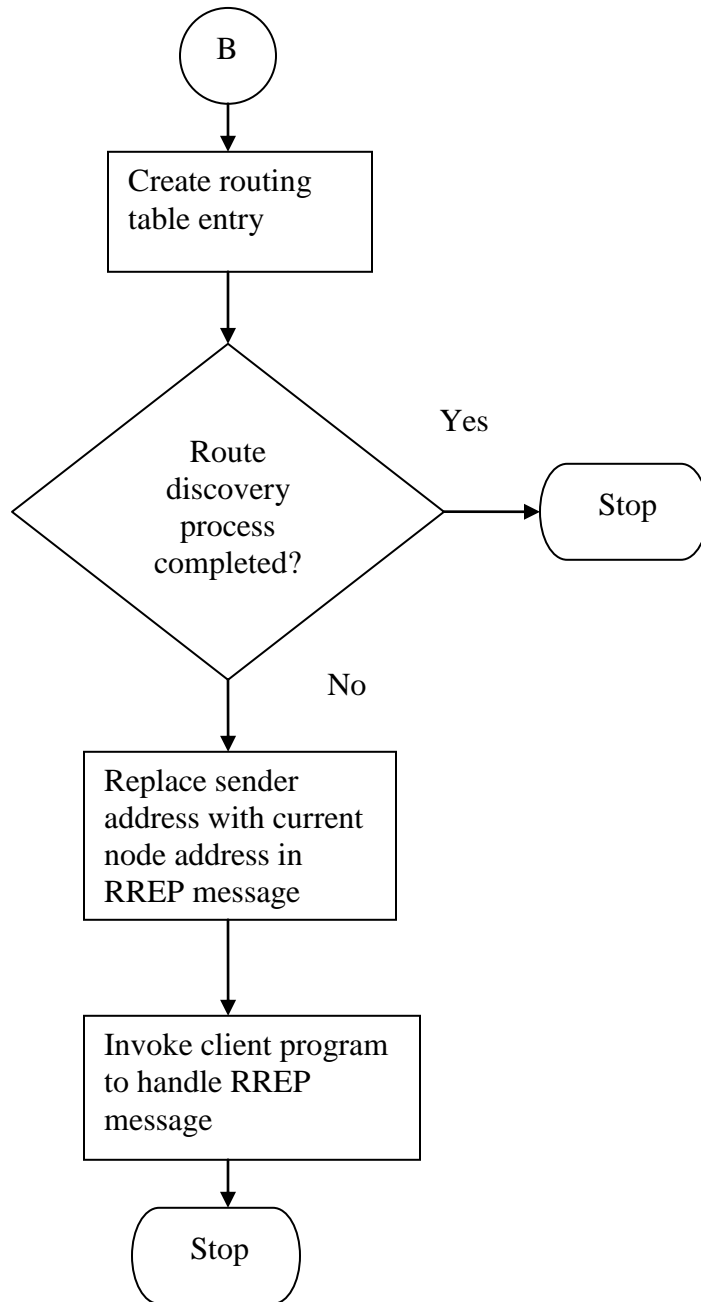 B
Create routing
table entry
Yes
Route
discovery
process
completed?
Stop
No
Replace sender
address with current
node address in
RREP message
Invoke client program
to handle RREP
message
Stop